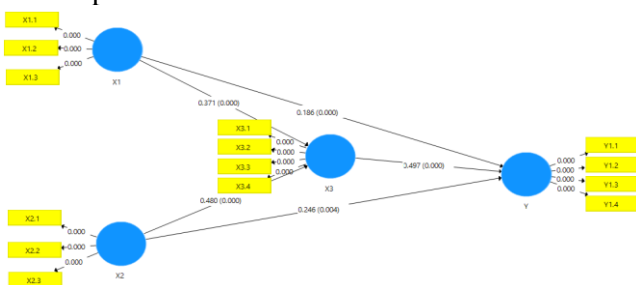 X1.1
0.000
X1.2
0.000
X1.3
0.000
X1
0.371 (0.000)
0.186 (0.000)
X3.1
0.000
X3.2
0.000
X3.3
0.000
X3.4
0.000
X3
0.497 (0.000)
Y1.1
0.000
Y1.2
0.000
Y1.3
0.000
Y1.4
0.000
Y
0.480 (0.000)
0.246 (0.004)
X2.1
0.000
X2.2
0.000
X2.3
0.000
X2